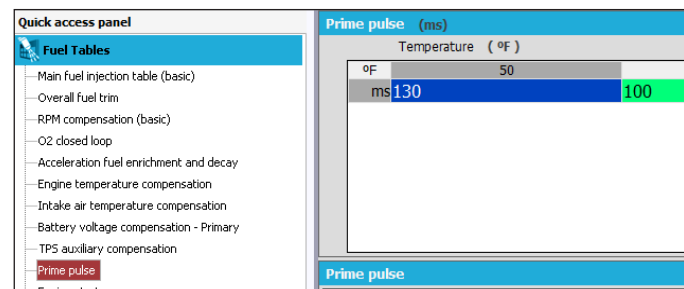 Quick access panel
Fuel Tables
Main fuel injection table (basic)
Overall fuel trim
RPM compensation (basic)
O2 closed loop
Acceleration fuel enrichment and decay
Engine temperature compensation
Intake air temperature compensation
Battery voltage compensation - Primary
TPS auxiliary compensation
Prime pulse
Prime pulse (ms)
Temperature ( ºF )
ºF 50
ms 130 100
Prime pulse